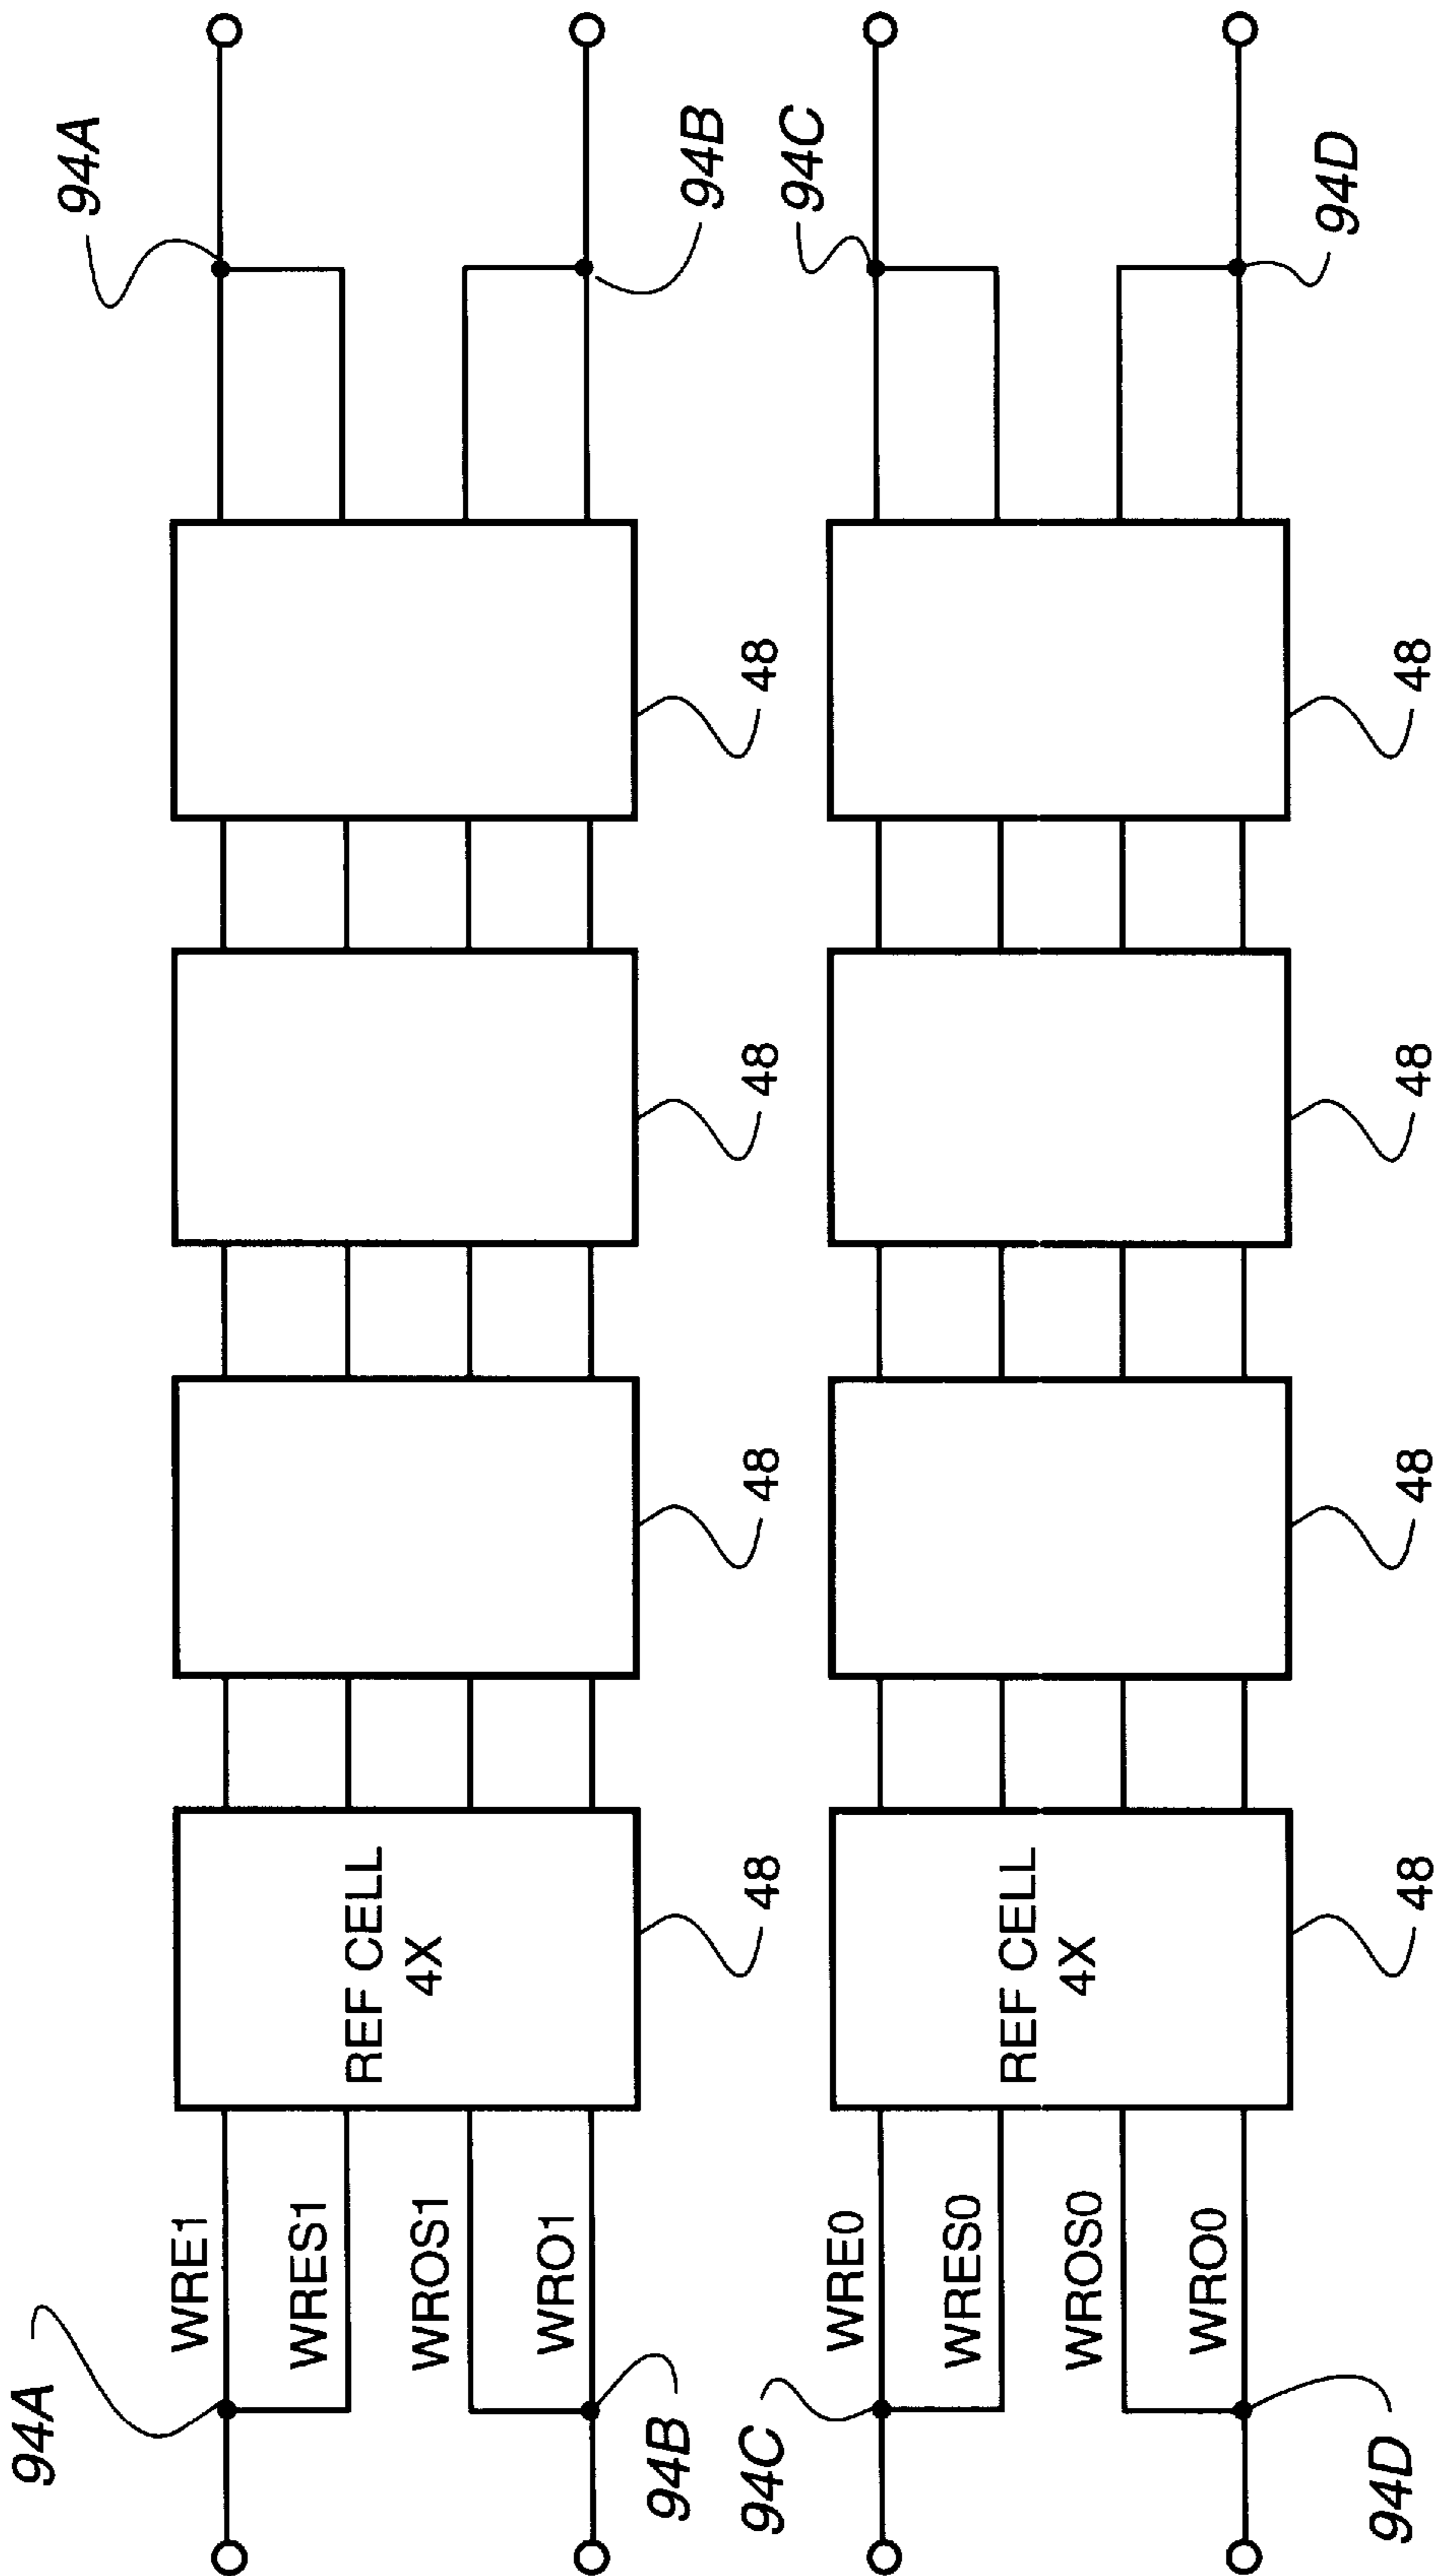 94A
94A
WRE1
WRES1
WROS1
WRO1
REF CELL
4X
48
48
48
48
94B
94B
94C
94C
WRE0
WRES0
WROS0
WRO0
REF CELL
4X
48
48
48
48
94D
94D